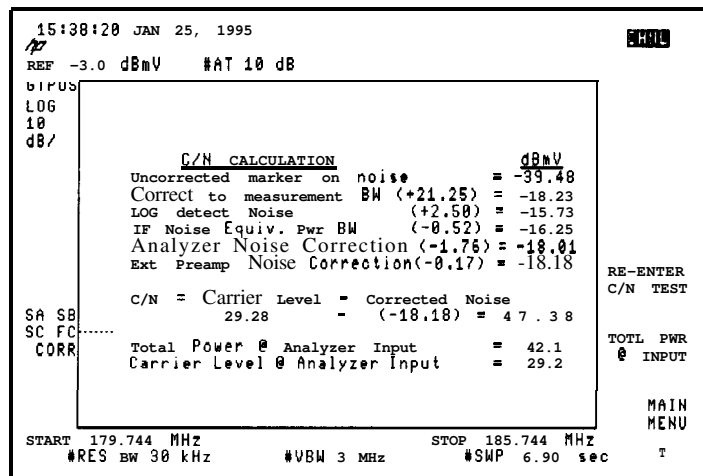 15:38:20 JAN 25, 1995
hp
REF -3.0 dBmV #AT 10 dB
LOG
10
dB/
C/N CALCULATION dBmV
Uncorrected marker on noise = -39.48
Correct to measurement BW (+21.25) = -18.23
LOG detect Noise (+2.50) = -15.73
IF Noise Equiv. Pwr BW (-0.52) = -16.25
Analyzer Noise Correction (-1.76) = -18.01
Ext Preamp Noise Correction(-0.17) = -18.18
C/N = Carrier Level - Corrected Noise
29.28 - (-18.18) = 47.38
Total Power @ Analyzer Input = 42.1
Carrier Level @ Analyzer Input = 29.2
SA SB
SC FC
CORR
RE-ENTER
C/N TEST
TOTL PWR
@ INPUT
MAIN
MENU
START 179.744 MHz STOP 185.744 MHz
#RES BW 30 kHz #VBW 3 MHz #SWP 6.90 sec T